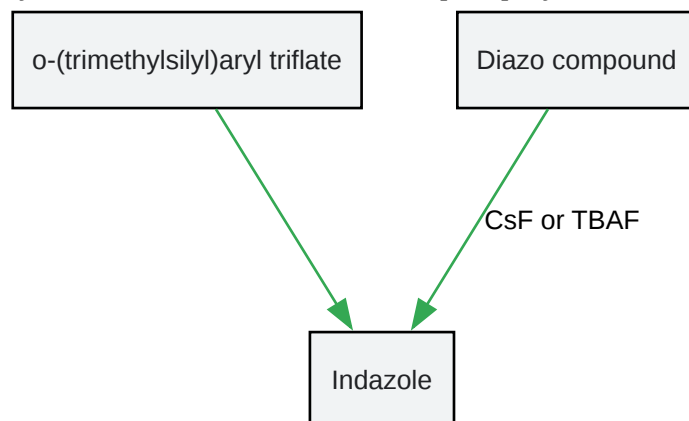 o-(trimethylsilyl)aryl triflate
Diazo compound
CsF or TBAF
Indazole